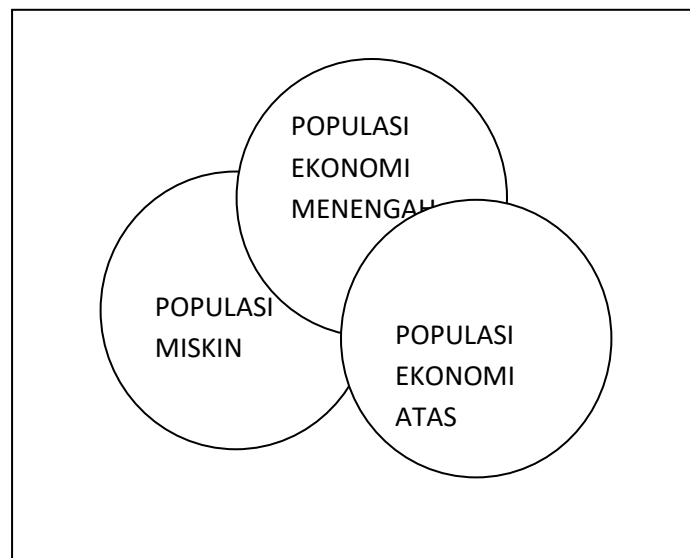 POPULASI
EKONOMI
MENENGAH
POPULASI
MISKIN
POPULASI
EKONOMI
ATAS